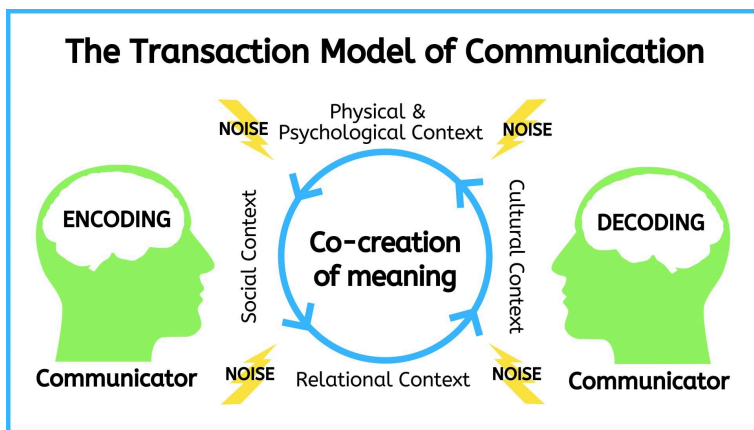 The Transaction Model of Communication
NOISE
Physical &
Psychological Context
NOISE
ENCODING
Social Context
Co-creation
of meaning
Cultural Context
DECODING
Communicator
NOISE
Relational Context
NOISE
Communicator